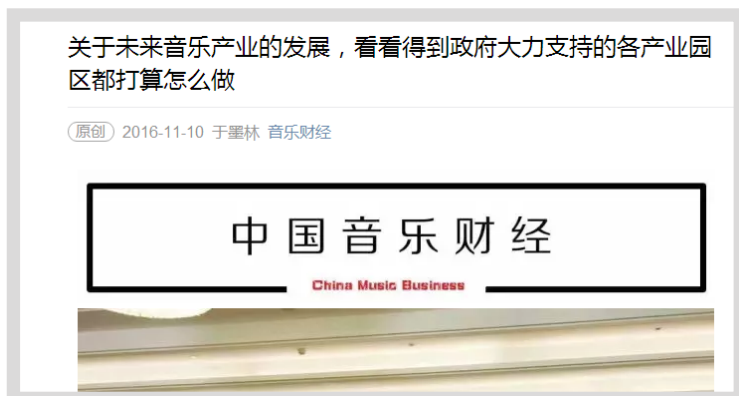 关于未来音乐产业的发展，看看得到政府大力支持的各产业园
区都打算怎么做
原创 2016-11-10 于墨林 音乐财经
中国音乐财经
China Music Business